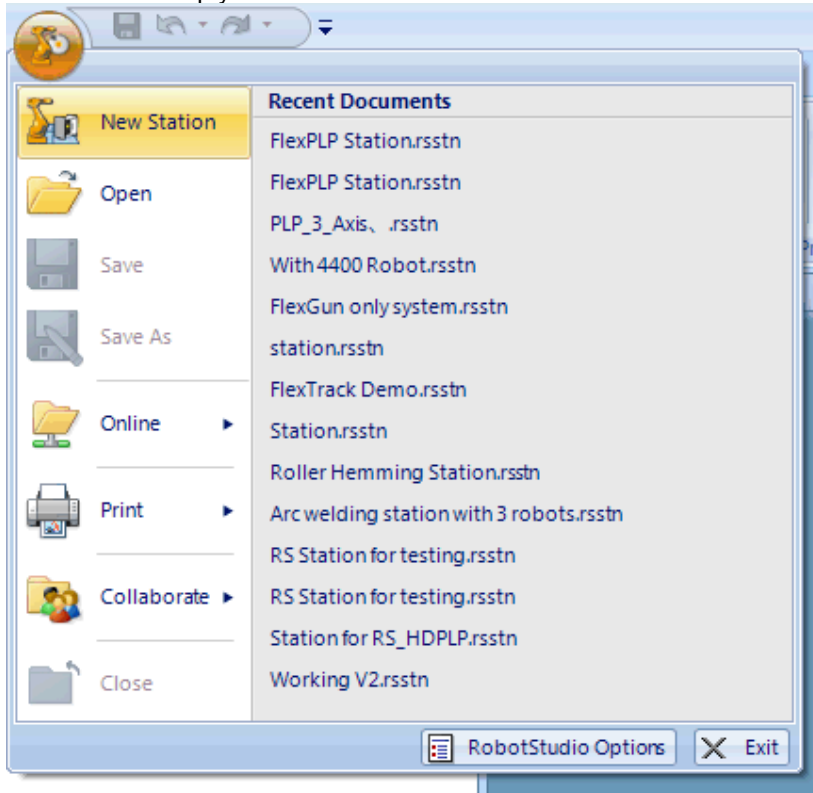 New Station
Open
Save
Save As
Online
Print
Collaborate
Close
Recent Documents
FlexPLP Station.rsstn
FlexPLP Station.rsstn
PLP_3_Axis、.rsstn
With 4400 Robot.rsstn
FlexGun only system.rsstn
station.rsstn
FlexTrack Demo.rsstn
Station.rsstn
Roller Hemming Station.rsstn
Arc welding station with 3 robots.rsstn
RS Station for testing.rsstn
RS Station for testing.rsstn
Station for RS_HDPLP.rsstn
Working V2.rsstn
RobotStudio Options
Exit